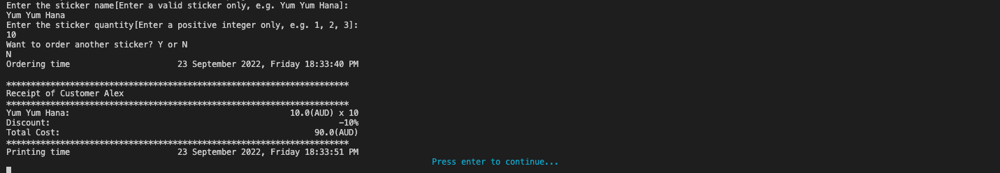 Enter the sticker name[Enter a valid sticker only, e.g. Yum Yum Hana]:
Yum Yum Hana
Enter the sticker quantity[Enter a positive integer only, e.g. 1, 2, 3]:
10
Want to order another sticker? Y or N
N
Ordering time 23 September 2022, Friday 18:33:40 PM
**********************************************************************
Receipt of Customer Alex
**********************************************************************
Yum Yum Hana: 10.0(AUD) x 10
Discount: -10%
Total Cost: 90.0(AUD)
**********************************************************************
Printing time 23 September 2022, Friday 18:33:51 PM
Press enter to continue...